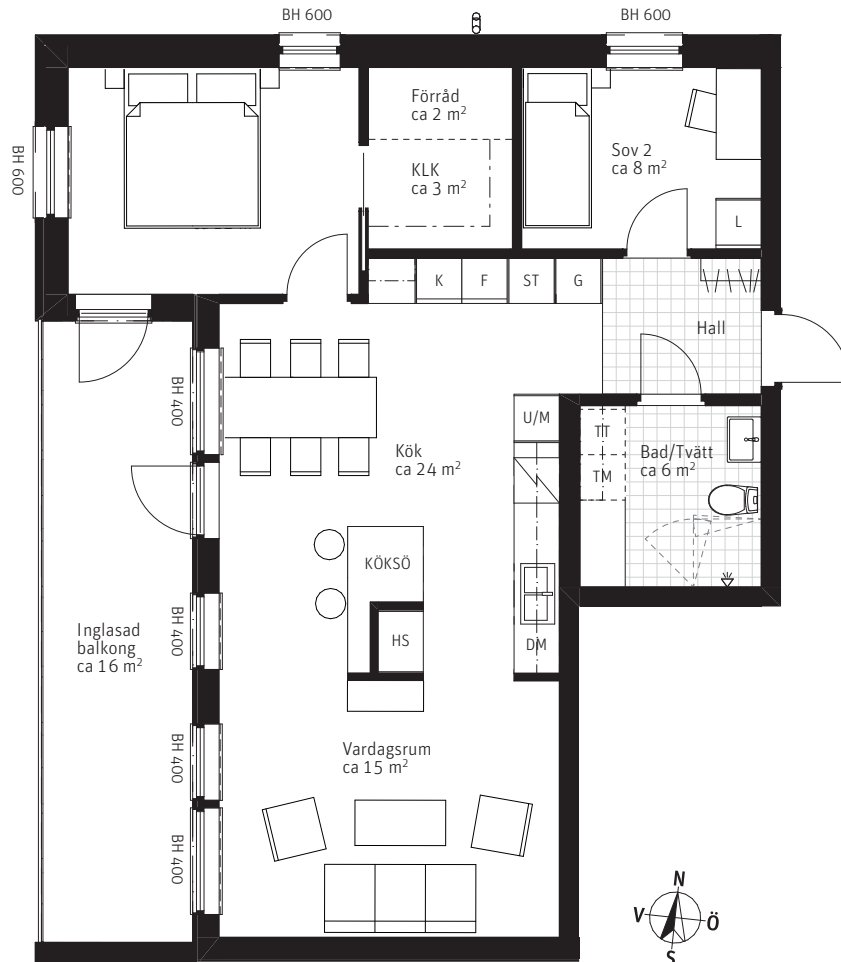 BH 600
BH 600
Förråd
ca 2 m²
KLK
ca 3 m²
Sov 2
ca 8 m²
BH 600
L
K
F
ST
G
Hall
BH 400
U/M
Kök
ca 24 m²
TT
Bad/Tvätt
ca 6 m²
TM
KÖKSÖ
Inglasad
balkong
ca 16 m²
BH 400
HS
DM
BH 400
Vardagsrum
ca 15 m²
BH 400
N
V
Ö
S